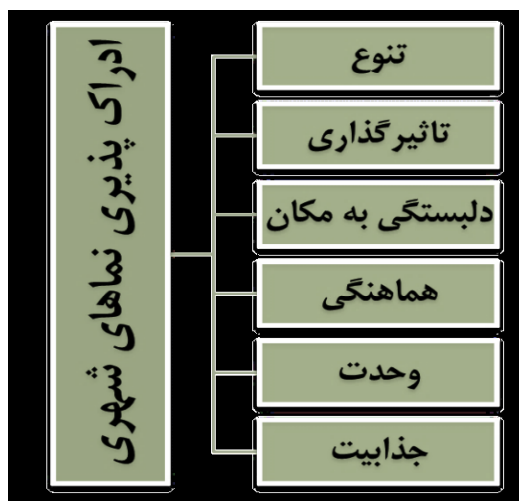 ادراک پذیری نماهای شهری
تنوع
تاثیرگذاری
دلبستگی به مکان
هماهنگی
وحدت
جذابیت